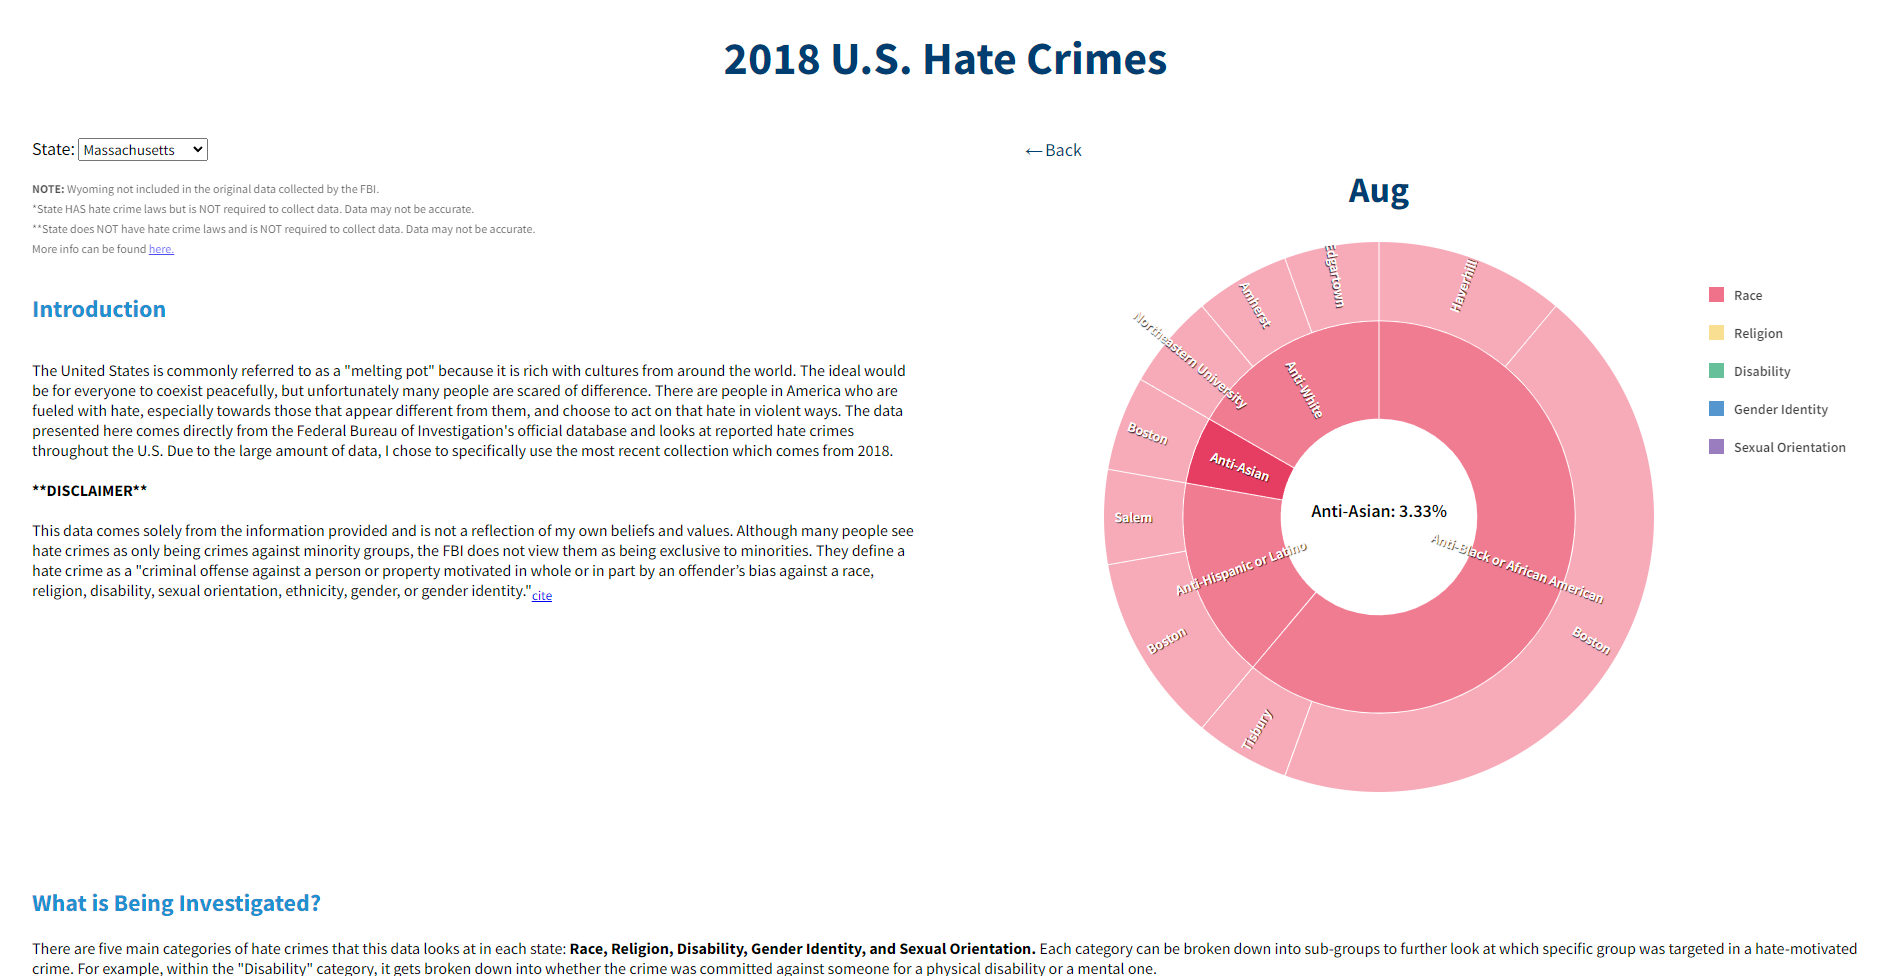 2018 U.S. Hate Crimes
State: Massachusetts
NOTE: Wyoming not included in the original data collected by the FBI.
*State HAS hate crime laws but is NOT required to collect data. Data may not be accurate.
**State does NOT have hate crime laws and is NOT required to collect data. Data may not be accurate.
More info can be found here.
Introduction
The United States is commonly referred to as a "melting pot" because it is rich with cultures from around the world. The ideal would
be for everyone to coexist peacefully, but unfortunately many people are scared of difference. There are people in America who are
fueled with hate, especially towards those that appear different from them, and choose to act on that hate in violent ways. The data
presented here comes directly from the Federal Bureau of Investigation's official database and looks at reported hate crimes
throughout the U.S. Due to the large amount of data, I chose to specifically use the most recent collection which comes from 2018.
**DISCLAIMER**
This data comes solely from the information provided and is not a reflection of my own beliefs and values. Although many people see
hate crimes as only being crimes against minority groups, the FBI does not view them as being exclusive to minorities. They define a
hate crime as a "criminal offense against a person or property motivated in whole or in part by an offender’s bias against a race,
religion, disability, sexual orientation, ethnicity, gender, or gender identity."cite
←Back
Aug
Edgartown
Haverhill
Amherst
Northeastern University
Anti-White
Boston
Anti-Asian
Salem
Anti-Asian: 3.33%
Anti-Hispanic or Latino
Anti-Black or African American
Boston
Boston
Tisbury
Race
Religion
Disability
Gender Identity
Sexual Orientation
What is Being Investigated?
There are five main categories of hate crimes that this data looks at in each state: Race, Religion, Disability, Gender Identity, and Sexual Orientation. Each category can be broken down into sub-groups to further look at which specific group was targeted in a hate-motivated
crime. For example, within the "Disability" category, it gets broken down into whether the crime was committed against someone for a physical disability or a mental one.